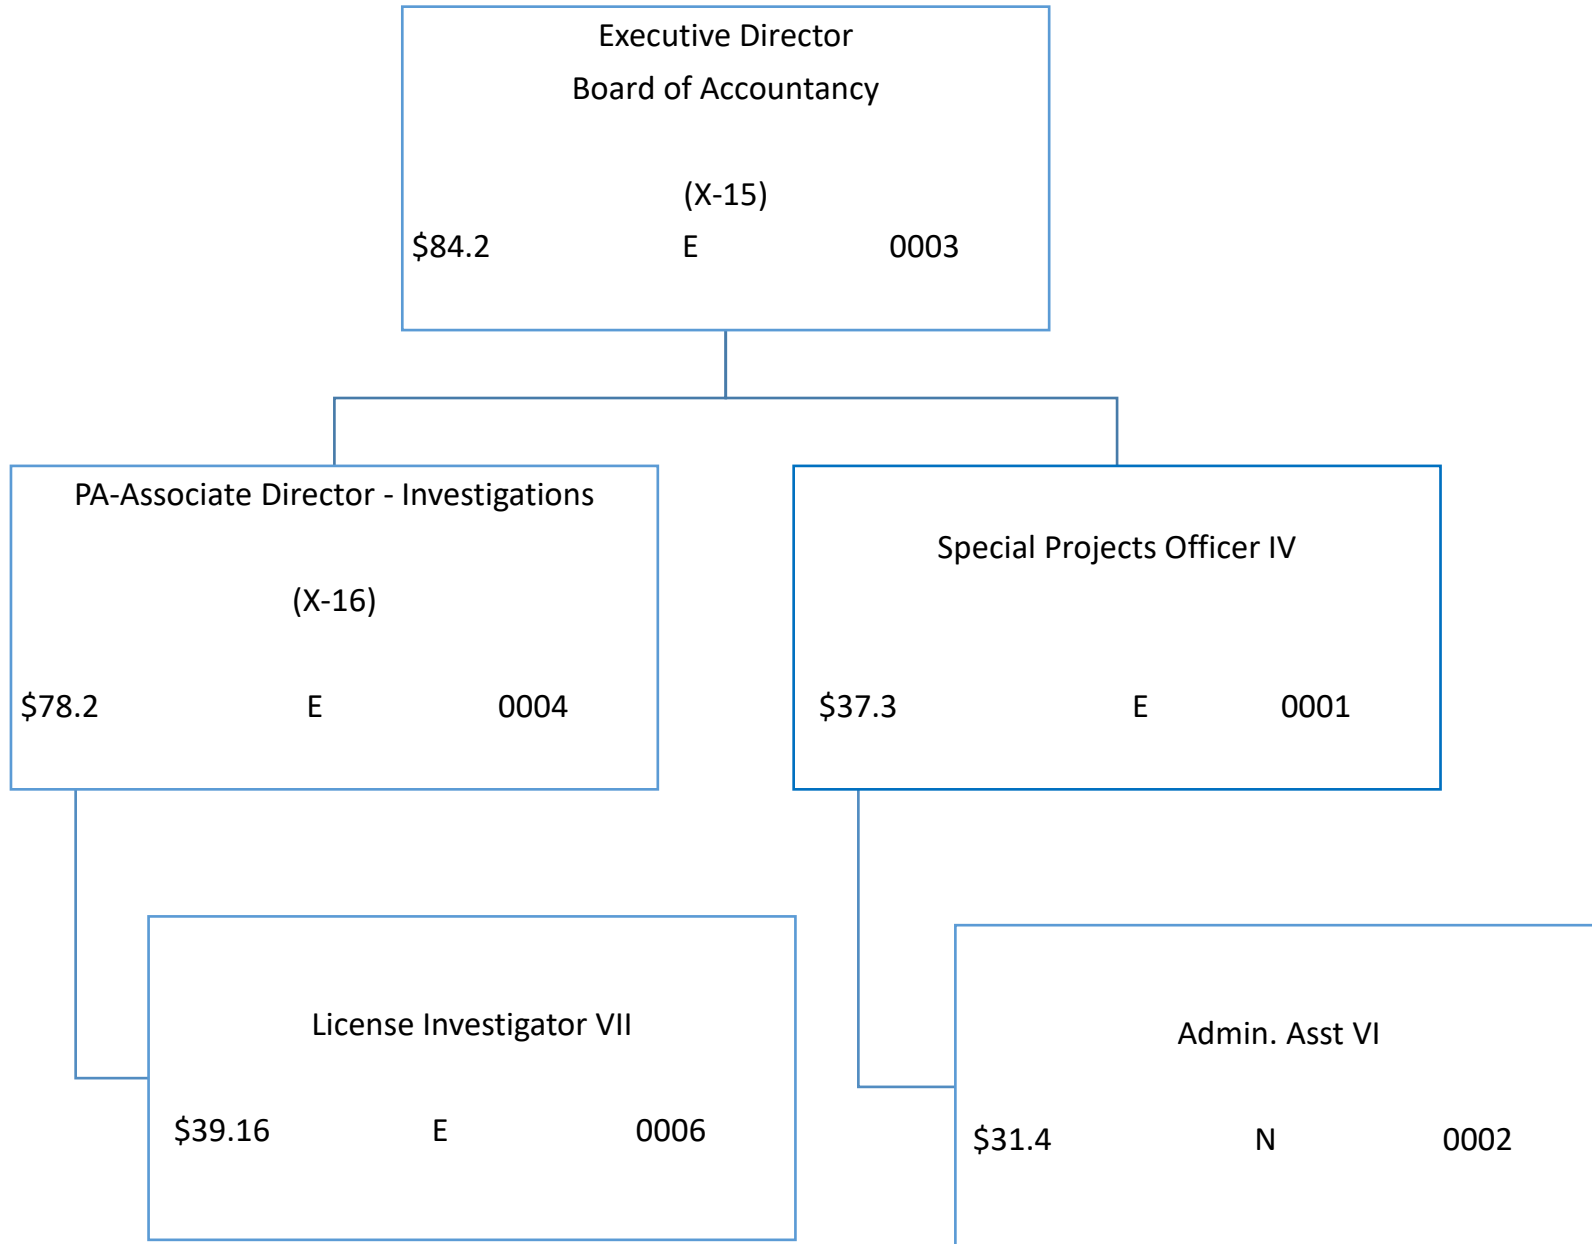 Executive Director
Board of Accountancy
(X-15)
$84.2 E 0003
PA-Associate Director - Investigations
(X-16)
$78.2 E 0004
Special Projects Officer IV
$37.3 E 0001
License Investigator VII
$39.16 E 0006
Admin. Asst VI
$31.4 N 0002